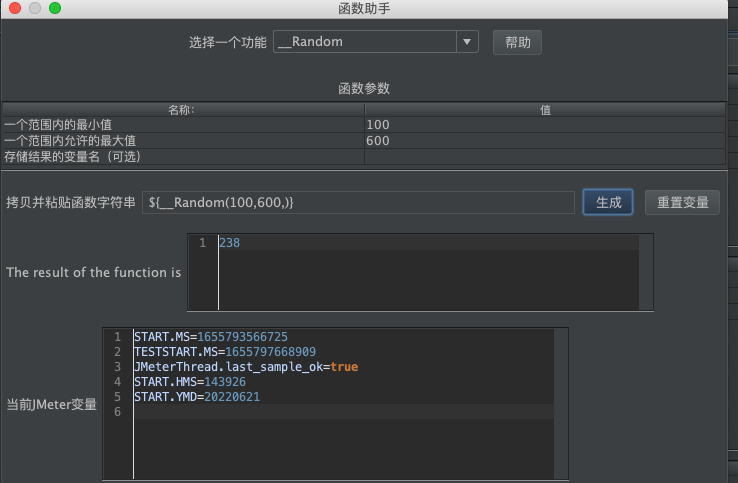 函数助手
选择一个功能 __Random 帮助
函数参数
名称: 值
一个范围内的最小值 100
一个范围内允许的最大值 600
存储结果的变量名（可选）
拷贝并粘贴函数字符串 ${__Random(100,600,)} 生成 重置变量
The result of the function is
1 238
当前JMeter变量
1 START.MS=1655793566725
2 TESTSTART.MS=1655797668909
3 JMeterThread.last_sample_ok=true
4 START.HMS=143926
5 START.YMD=20220621
6